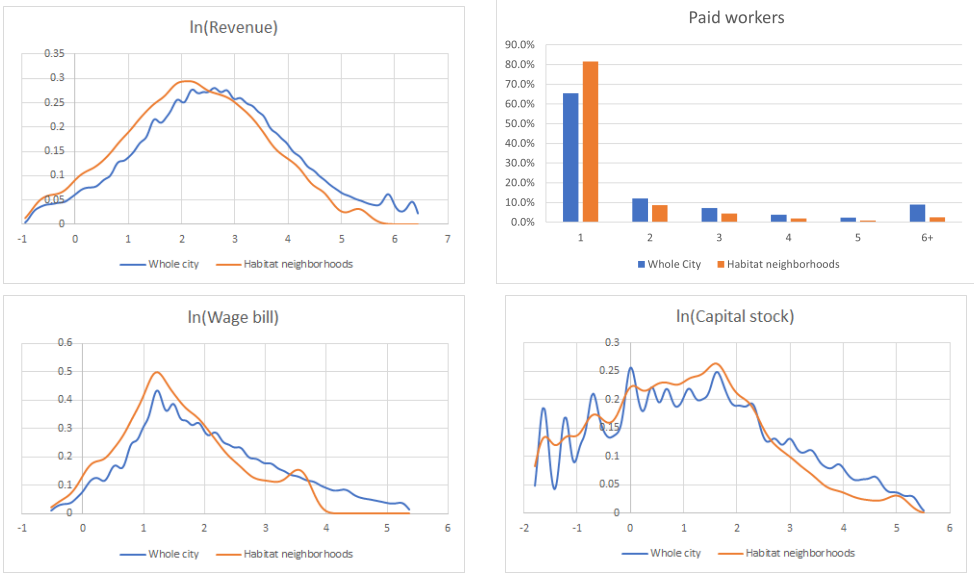 ln(Revenue)
0.35
0.3
0.25
0.2
0.15
0.1
0.05
0
-1 0 1 2 3 4 5 6 7
Whole city Habitat neighborhoods
Paid workers
90.0%
80.0%
70.0%
60.0%
50.0%
40.0%
30.0%
20.0%
10.0%
0.0%
1 2 3 4 5 6+
Whole City Habitat neighborhoods
ln(Wage bill)
0.6
0.5
0.4
0.3
0.2
0.1
0
-1 0 1 2 3 4 5 6
Whole city Habitat neighborhoods
ln(Capital stock)
0.3
0.25
0.2
0.15
0.1
0.05
0
-2 -1 0 1 2 3 4 5 6
Whole city Habitat neighborhoods